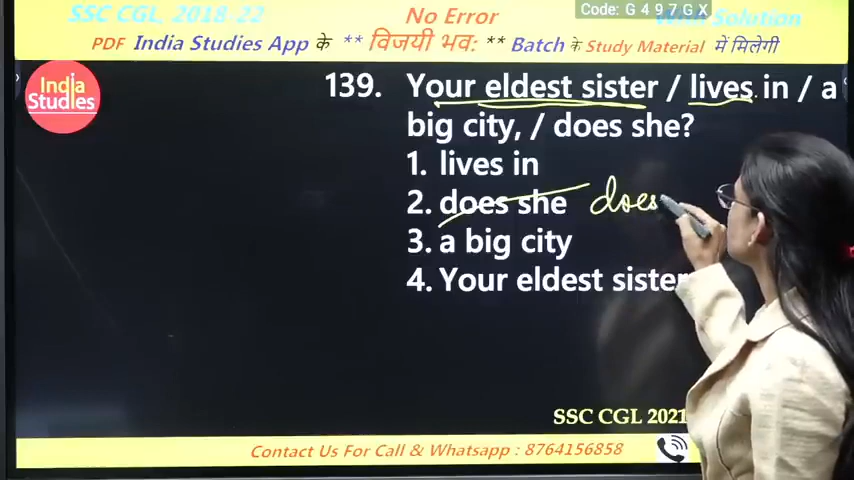 SSC CGL, 2018, 22
No Error
Code: G 4 9 7 G X
With Solution
PDF India Studies App के ** विजयी भव: ** Batch के Study Material में मिलेगी
India
Studies
139. Your eldest sister / lives in / a
big city, / does she?
1. lives in
2. does she does
3. a big city
4. Your eldest sister
SSC CGL 2021
Contact Us For Call & Whatsapp : 8764156858